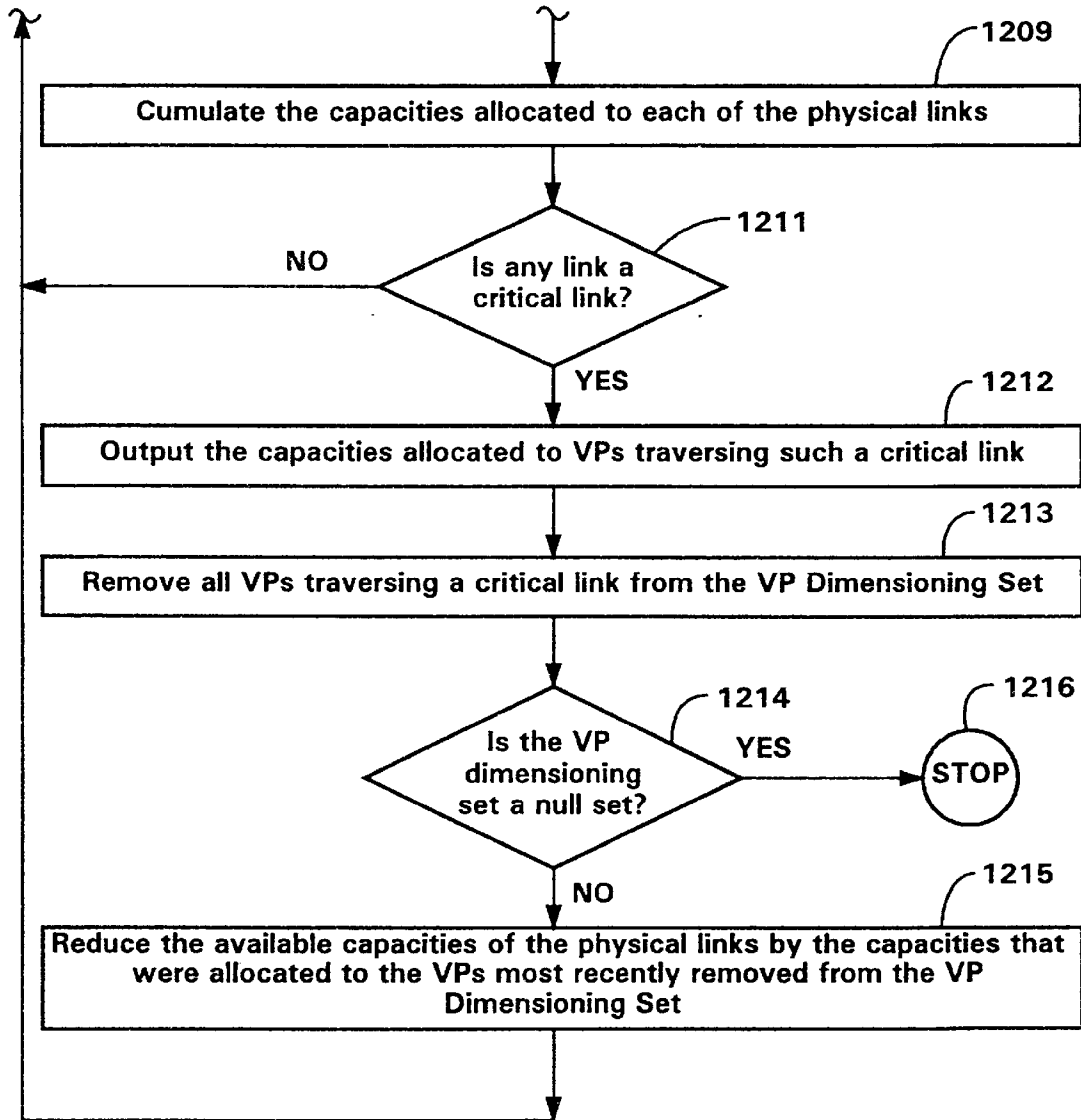 1209
Cumulate the capacities allocated to each of the physical links
1211
NO
Is any link a
critical link?
YES
1212
Output the capacities allocated to VPs traversing such a critical link
1213
Remove all VPs traversing a critical link from the VP Dimensioning Set
1214
1216
Is the VP
dimensioning
set a null set?
YES
STOP
NO
1215
Reduce the available capacities of the physical links by the capacities that
were allocated to the VPs most recently removed from the VP
Dimensioning Set